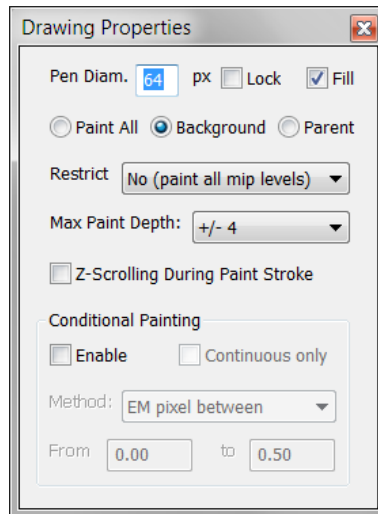 Drawing Properties
Pen Diam. 64 px Lock Fill
Paint All Background Parent
Restrict No (paint all mip levels)
Max Paint Depth: +/- 4
Z-Scrolling During Paint Stroke
Conditional Painting
Enable Continuous only
Method: EM pixel between
From 0.00 to 0.50